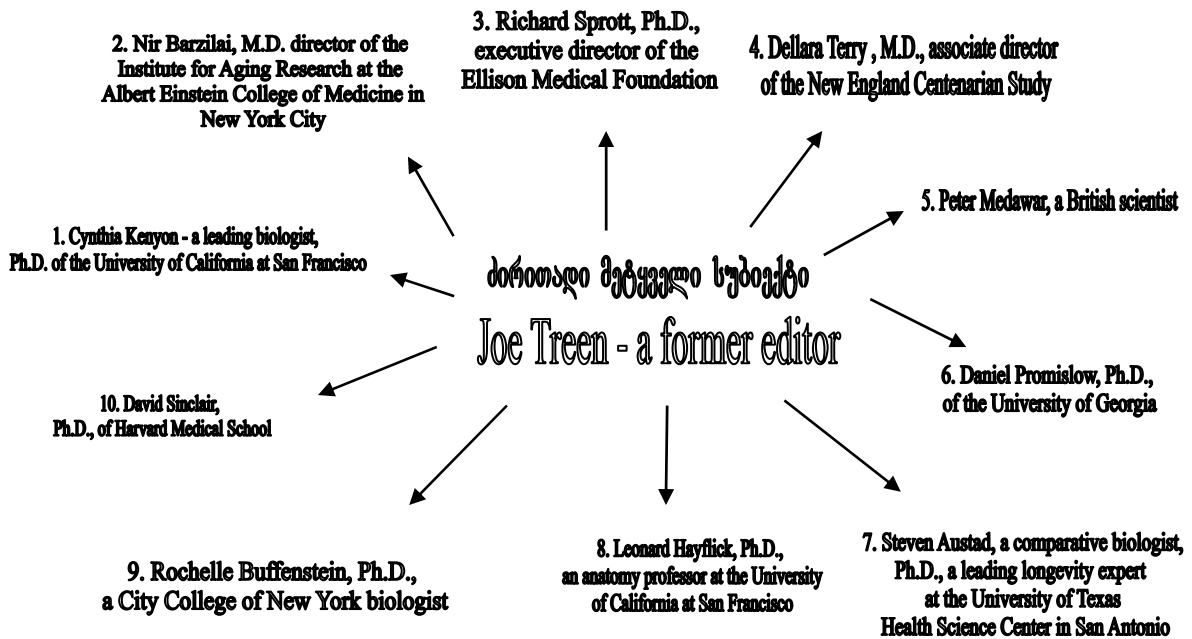 3. Richard Sprott, Ph.D.,
executive director of the
Ellison Medical Foundation
2. Nir Barzilai, M.D. director of the
Institute for Aging Research at the
Albert Einstein College of Medicine in
New York City
4. Dellara Terry , M.D., associate director
of the New England Centenarian Study
5. Peter Medawar, a British scientist
1. Cynthia Kenyon - a leading biologist,
Ph.D. of the University of California at San Francisco
ძირითადი მეტყველი სუბიექტი
Joe Treen - a former editor
6. Daniel Promislow, Ph.D.,
of the University of Georgia
10. David Sinclair,
Ph.D., of Harvard Medical School
7. Steven Austad, a comparative biologist,
Ph.D., a leading longevity expert
at the University of Texas
Health Science Center in San Antonio
8. Leonard Hayflick, Ph.D.,
an anatomy professor at the University
of California at San Francisco
9. Rochelle Buffenstein, Ph.D.,
a City College of New York biologist